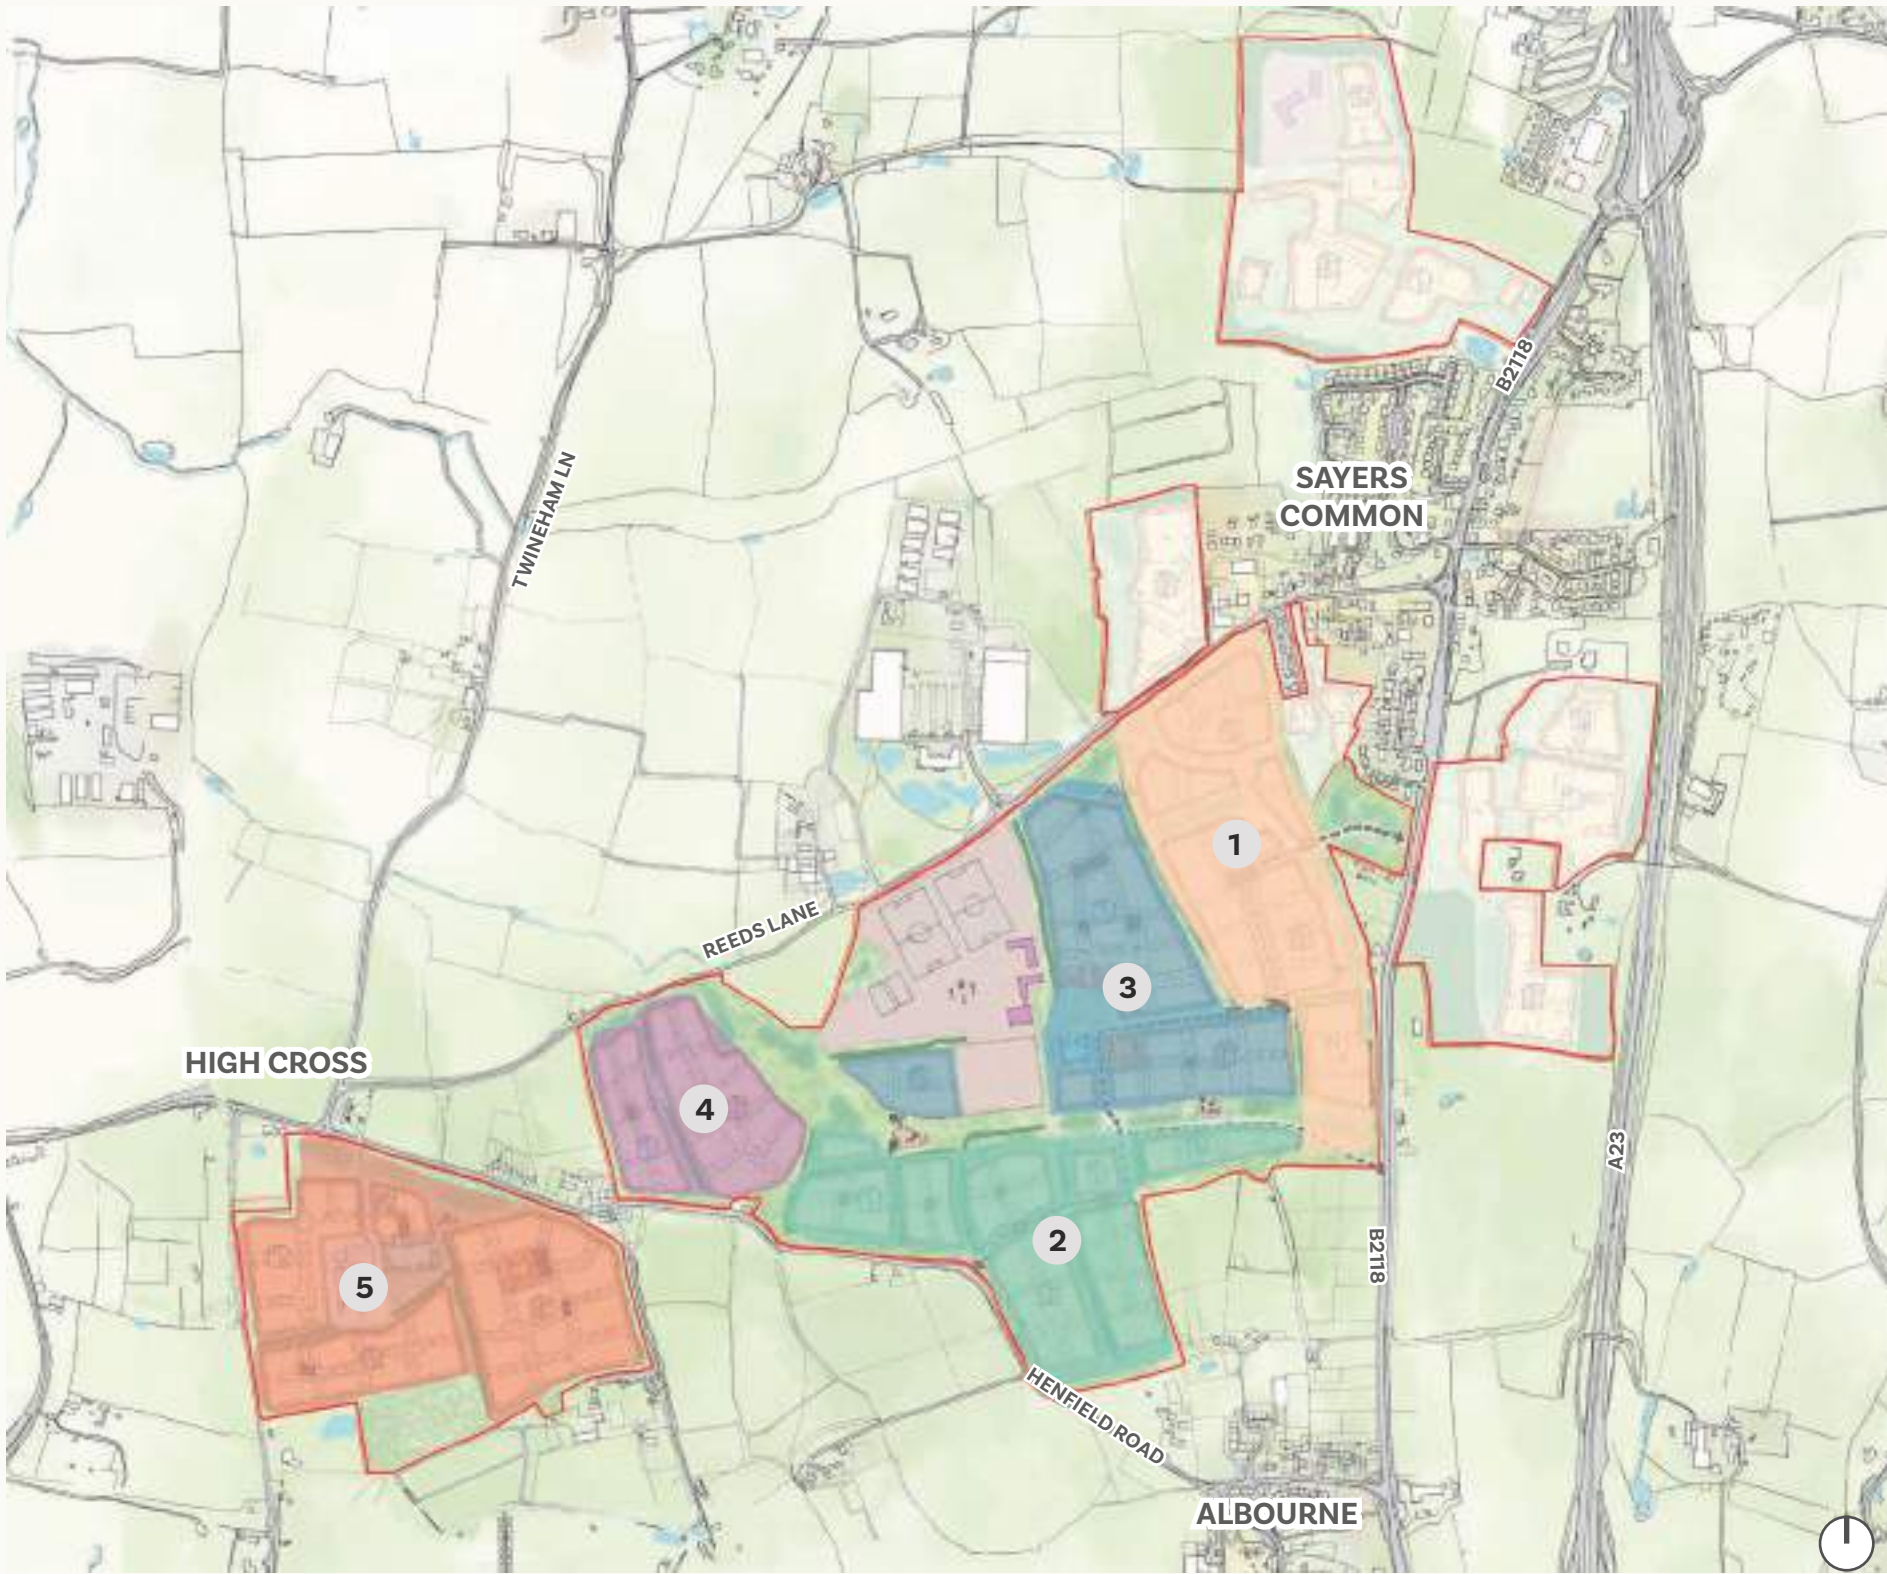 B2118
SAYERS
COMMON
TWINEHAM LN
1
REEDS LANE
3
HIGH CROSS
4
A23
2
B2118
5
HENFIELD ROAD
ALBOURNE